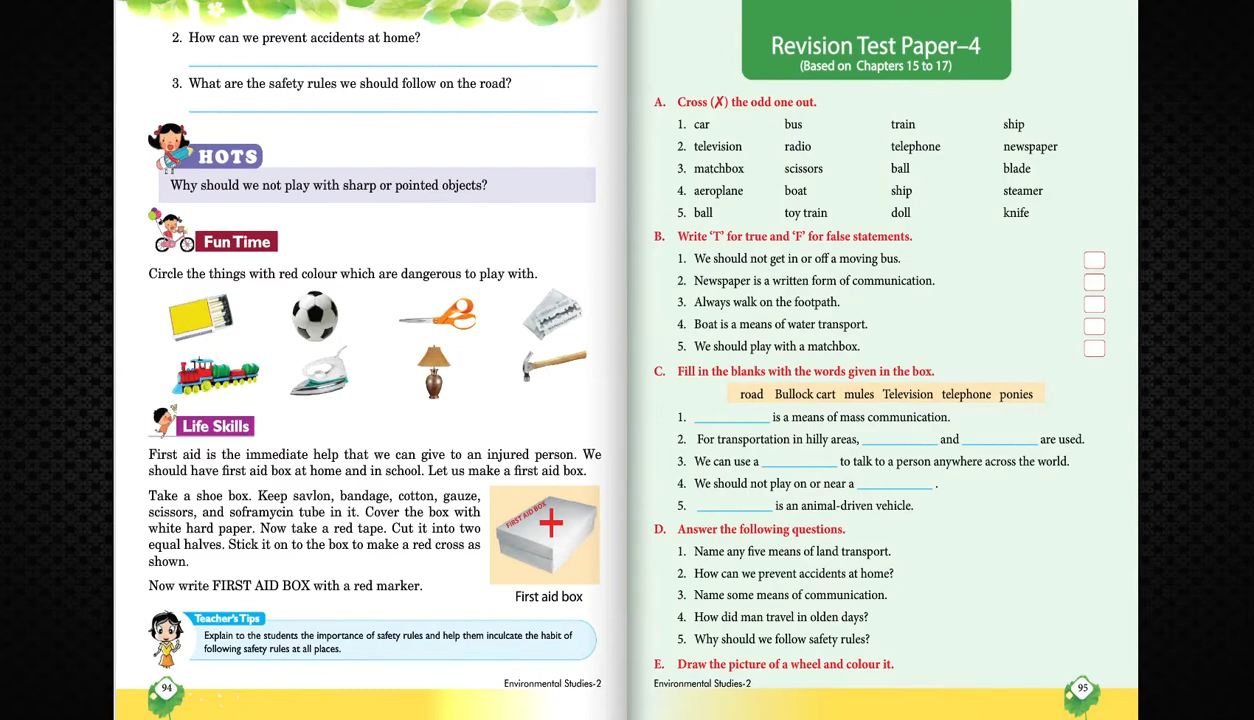 2. How can we prevent accidents at home?
3. What are the safety rules we should follow on the road?
HOTS
Why should we not play with sharp or pointed objects?
Fun Time
Circle the things with red colour which are dangerous to play with.
Life Skills
First aid is the immediate help that we can give to an injured person. We
should have first aid box at home and in school. Let us make a first aid box.
Take a shoe box. Keep savlon, bandage, cotton, gauze,
scissors, and soframycin tube in it. Cover the box with
white hard paper. Now take a red tape. Cut it into two
equal halves. Stick it on to the box to make a red cross as
shown.
Now write FIRST AID BOX with a red marker.
FIRST AID BOX
First aid box
Teacher's Tips
Explain to the students the importance of safety rules and help them inculcate the habit of
following safety rules at all places.
94
Environmental Studies-2
Revision Test Paper–4
(Based on Chapters 15 to 17)
A. Cross (✗) the odd one out.
1. car bus train ship
2. television radio telephone newspaper
3. matchbox scissors ball blade
4. aeroplane boat ship steamer
5. ball toy train doll knife
B. Write ‘T’ for true and ‘F’ for false statements.
1. We should not get in or off a moving bus.
2. Newspaper is a written form of communication.
3. Always walk on the footpath.
4. Boat is a means of water transport.
5. We should play with a matchbox.
C. Fill in the blanks with the words given in the box.
road Bullock cart mules Television telephone ponies
1. ____________ is a means of mass communication.
2. For transportation in hilly areas, ____________ and ____________ are used.
3. We can use a ____________ to talk to a person anywhere across the world.
4. We should not play on or near a ____________ .
5. ____________ is an animal-driven vehicle.
D. Answer the following questions.
1. Name any five means of land transport.
2. How can we prevent accidents at home?
3. Name some means of communication.
4. How did man travel in olden days?
5. Why should we follow safety rules?
E. Draw the picture of a wheel and colour it.
Environmental Studies-2
95